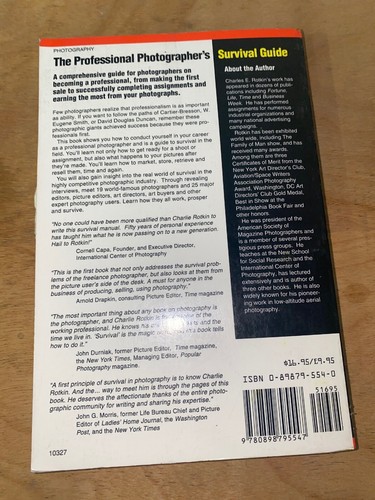 PHOTOGRAPHY
The Professional Photographer's Survival Guide
A comprehensive guide for photographers on
becoming a professional, from making the first
sale to successfully completing assignments and
earning the most from your photographs.
Few photographers realize that professionalism is as important
as ability. If you want to follow the paths of Cartier-Bresson, W.
Eugene Smith, or David Douglas Duncan, remember these
photographic giants achieved success because they were pro-
fessionals first.
This book shows you how to conduct yourself in your career
as a professional photographer and is a guide to survival in the
field. You'll learn not only how to get ready for a shoot or
assignment, but also what happens to your pictures after
they're made. You'll learn how to market, store, retrieve and
resell them, time and again.
You will also gain insight into the real world of survival in the
highly competitive photographic industry. Through revealing
interviews, meet 19 world-famous photographers and 25 major
editors, picture editors, art directors, art buyers and other
expert photography users. Learn how they all work, prosper
and survive.
"No one could have been more qualified than Charlie Rotkin to
write this survival manual. Fifty years of personal experience
has taught him what he is now passing on to a new generation.
Hail to Rotkin!"
Cornell Capa, Founder, and Executive Director,
International Center of Photography
"This is the first book that not only addresses the survival prob-
lems of the freelance photographer, but also looks at them from
the picture user's side of the desk. A must for anyone in the
business of producing, selling, using photography."
Arnold Drapkin, consulting Picture Editor, Time magazine
"The most important thing about any book on photography is
the photographer, and Charlie Rotkin is the
working professional. He knows his and the
time we live in. "Survival" is the book tells
how to do it."
John Durniak, former Picture Editor, Time magazine,
the New York Times, Managing Editor, Popular
Photography magazine.
"A first principle of survival in photography is to know Charlie
Rotkin. And the... way to meet him is through the pages of this
book. He deserves the affectionate thanks of the entire photo-
graphic community for writing and sharing his expertise."
John G. Morris, former Life Bureau Chief and Picture
Editor of Ladies' Home Journal, the Washington
Post, and the New York Times
10327
About the Author
Charles E. Rotkin's work has
appeared in dozens of publi-
cations including Fortune,
Life, Time and Business
Week. He has performed
assignments for numerous
industrial organizations and
many national advertising
campaigns.
Rotkin has been exhibited
world wide, including The
Family of Man show, and has
received many awards.
Among them are three
Certificates of Merit from the
New York Art Director's Club,
Aviation/Space Writers
Association Photography
Award, Washington, DC Art
Directors' Club Gold Medal,
Best in Show at the
Philadelphia Book Fair and
other honors.
He was president of the
American Society of
Magazine Photographers and
is a member of several pres-
tigious press groups. He
teaches at the New School
for Social Research and the
International Center of
Photography, has lectured
extensively and is author of
three other books. He is also
widely known for his pioneer-
ing work in low-altitude aerial
photography.
$16.95/£9.95
ISBN 0-89879-554-0
51695
9 780898 795547